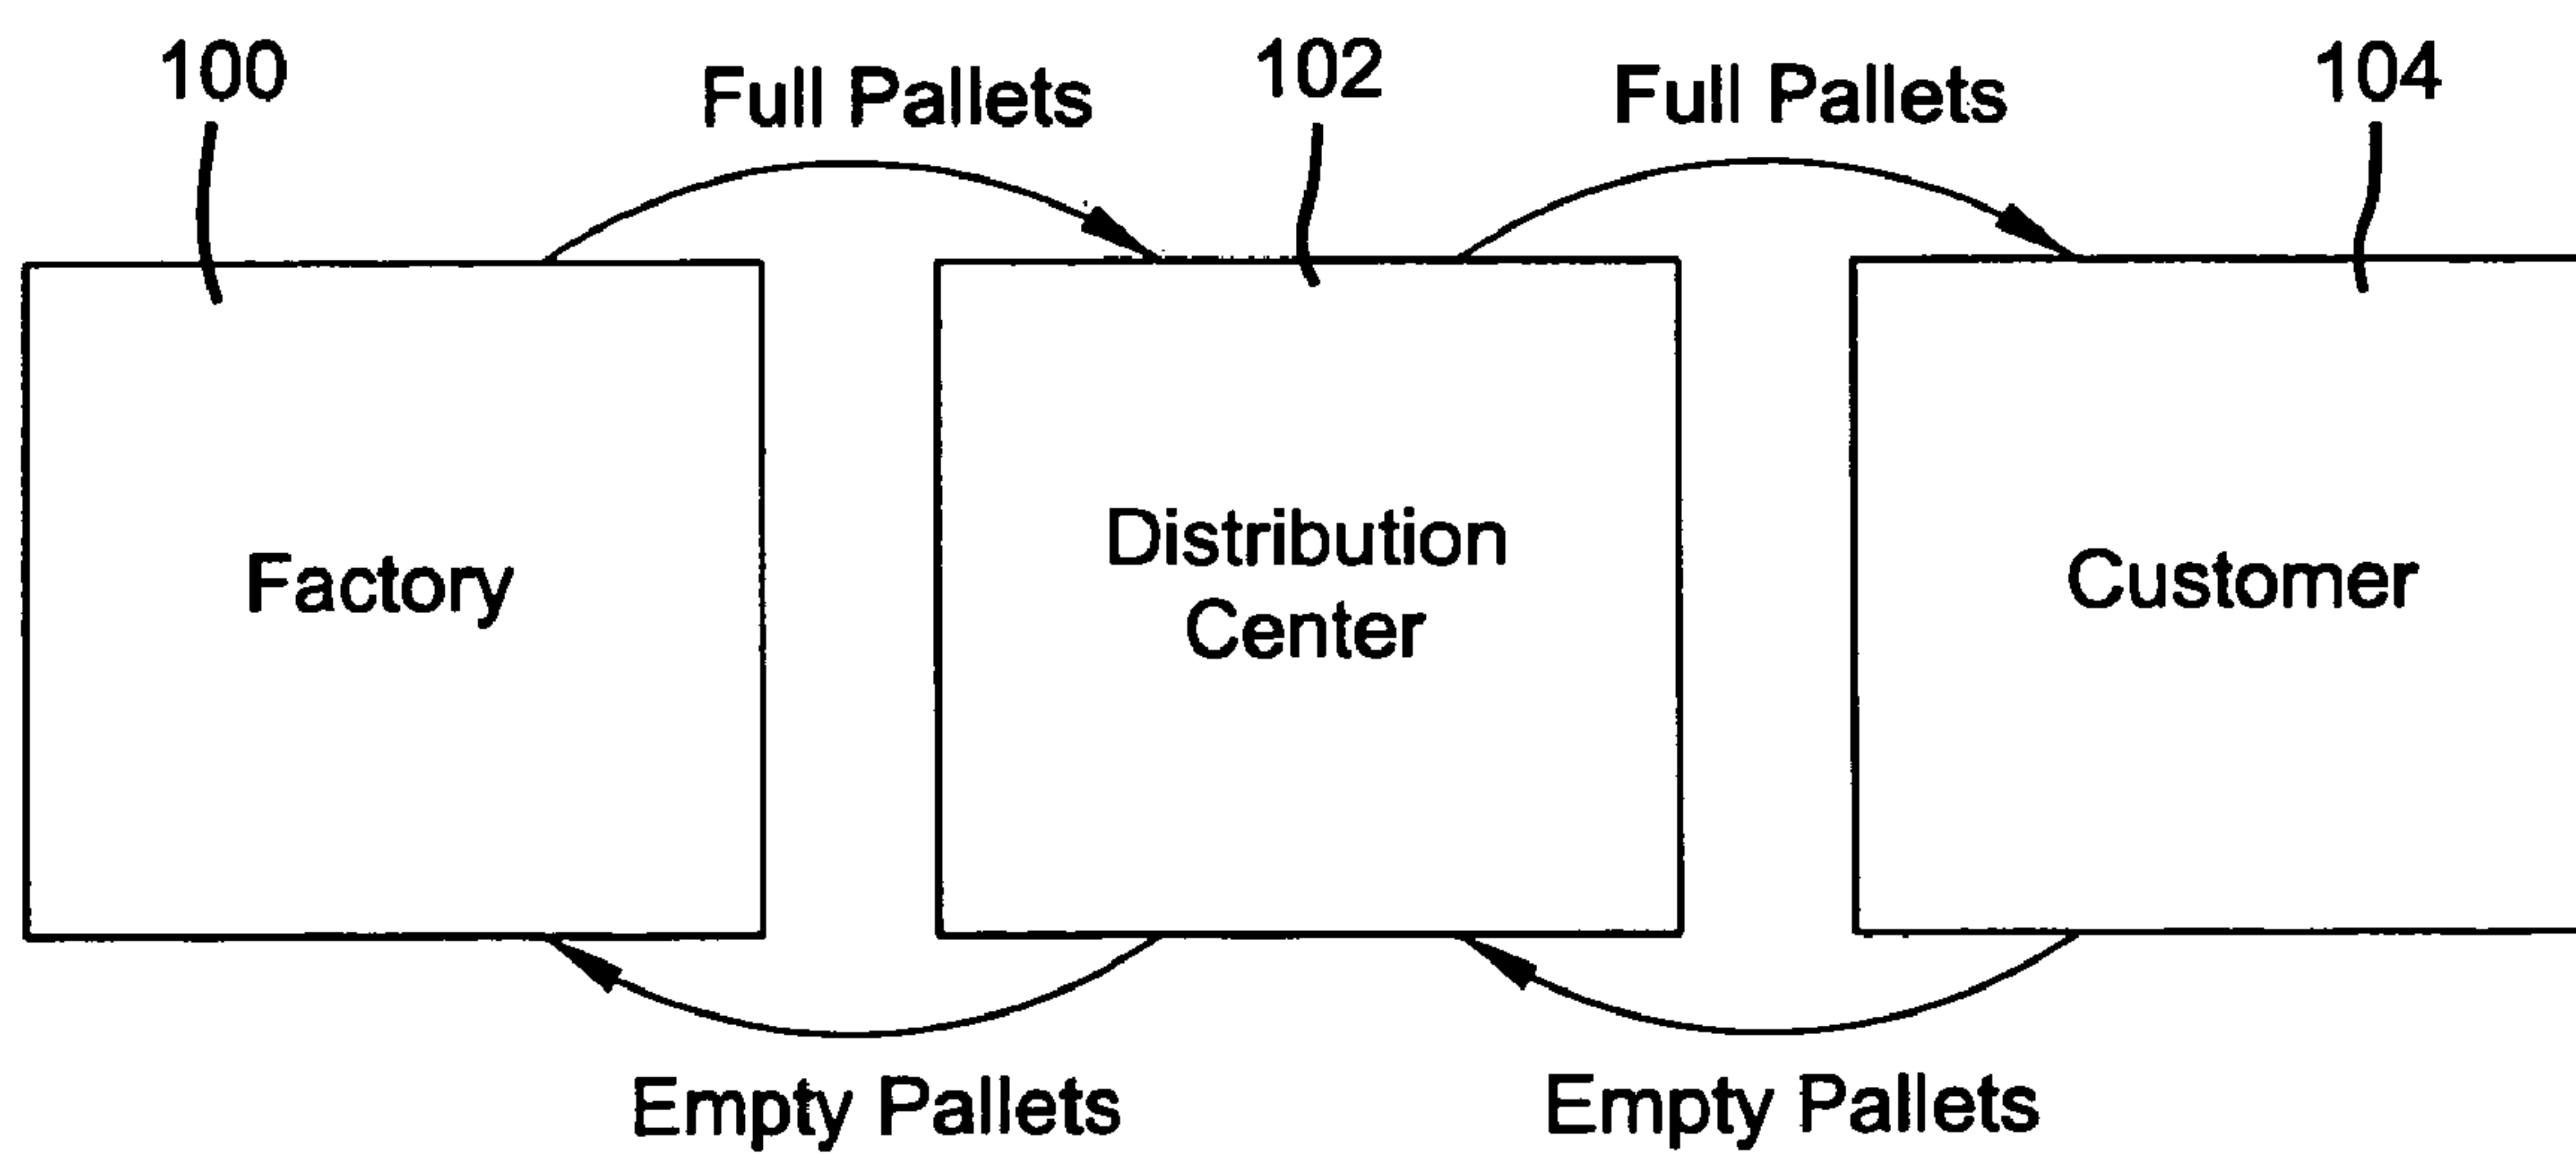 100
Full Pallets
102
Full Pallets
104
Factory
Distribution
Center
Customer
Empty Pallets
Empty Pallets